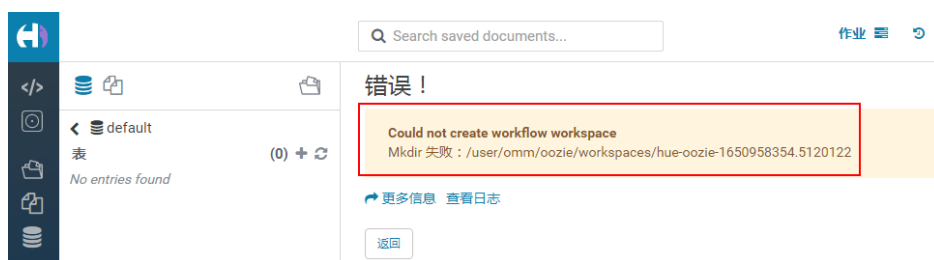 Search saved documents...
作业
</>
default
表
(0)
No entries found
错误！
Could not create workflow workspace
Mkdir 失败：/user/omm/oozie/workspaces/hue-oozie-1650958354.5120122
更多信息 查看日志
返回